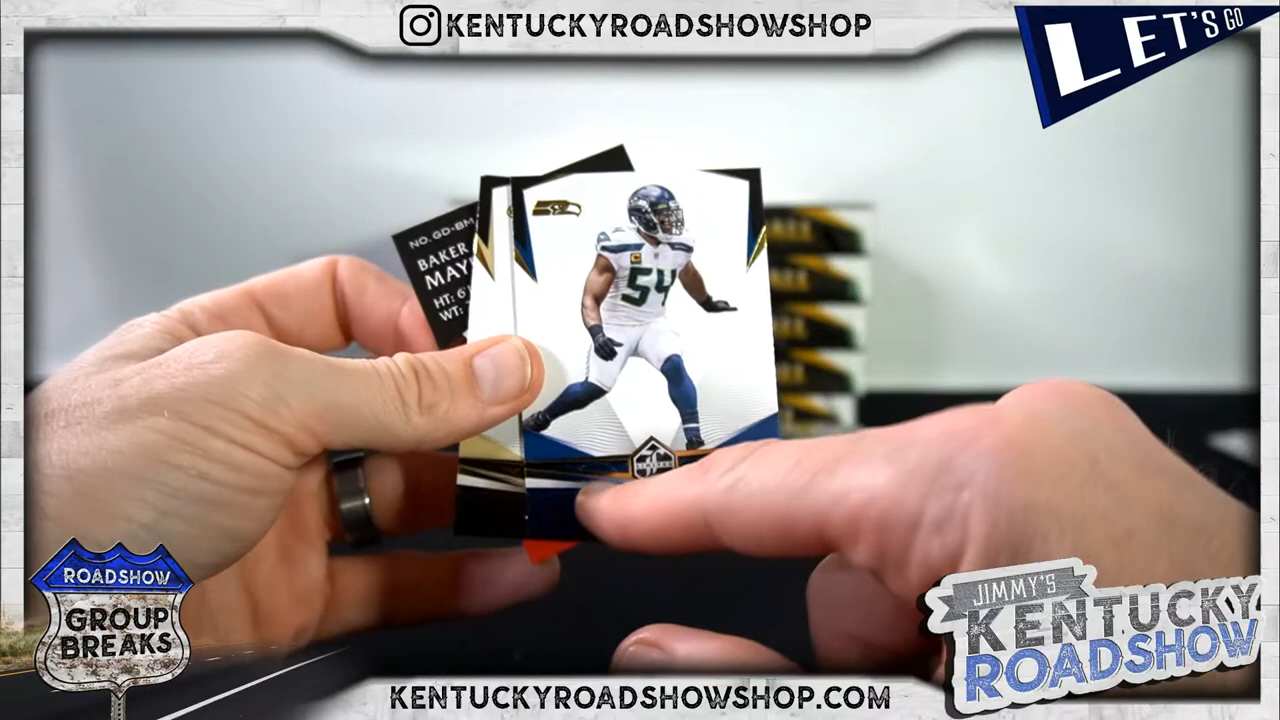 KENTUCKYROADSHOWSHOP
LET'S GO
NO. GD-BM
BAKER
MAY
HT: 6'
WT:
54
C
LIMITED
ROADSHOW
GROUP
BREAKS
JIMMY'S
KENTUCKY
ROADSHOW
KENTUCKYROADSHOWSHOP.COM